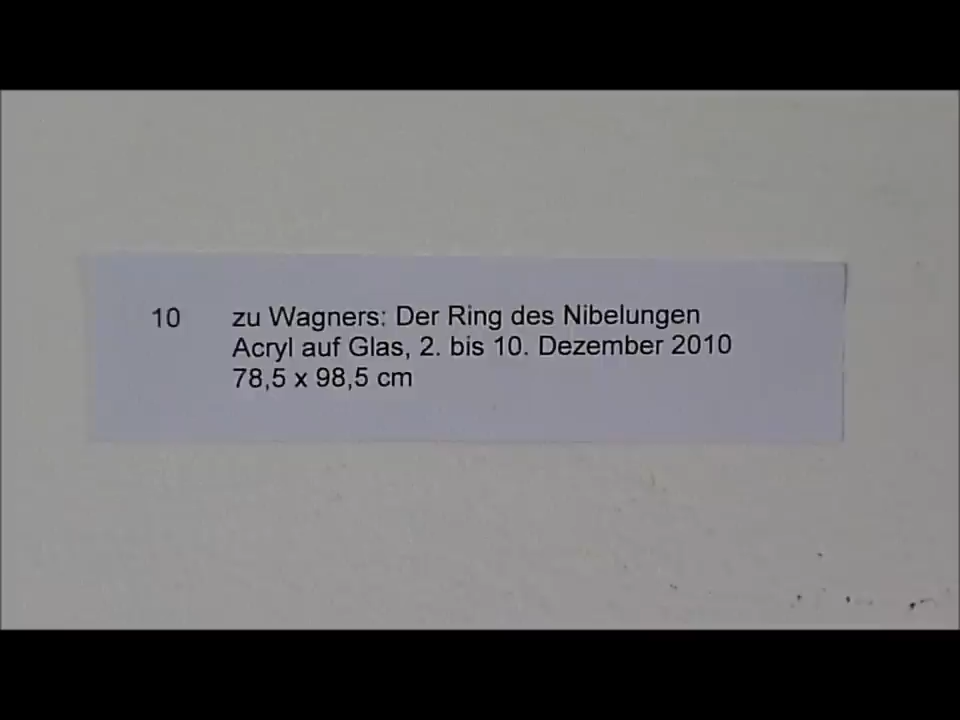 10 zu Wagners: Der Ring des Nibelungen
Acryl auf Glas, 2. bis 10. Dezember 2010
78,5 x 98,5 cm